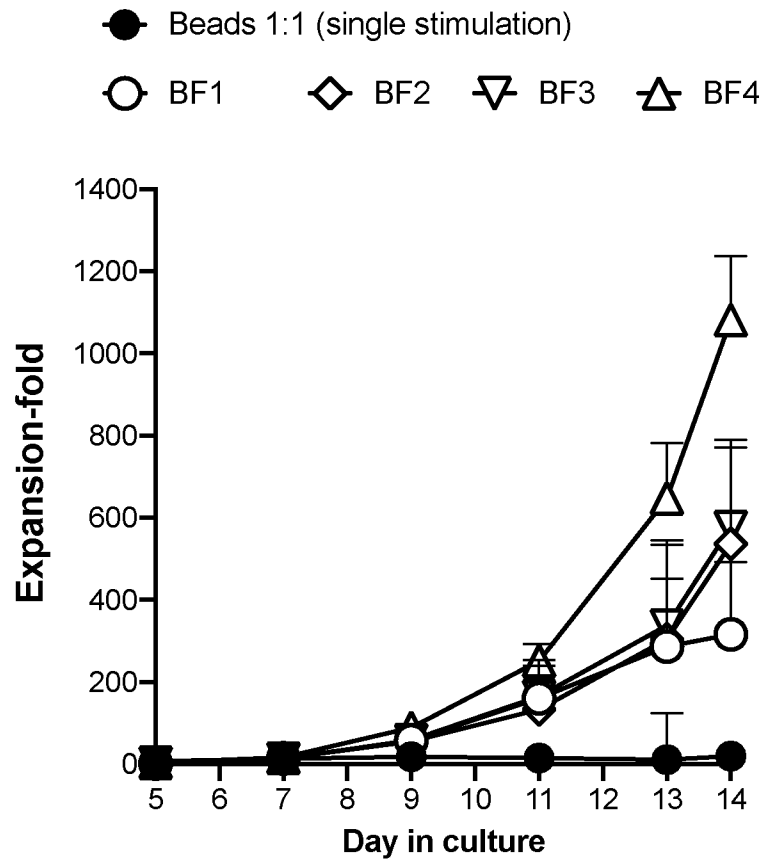 Beads 1:1 (single stimulation)
BF1 BF2 BF3 BF4
1400
1200
1000
800
600
400
200
0
Expansion-fold
5 6 7 8 9 10 11 12 13 14
Day in culture